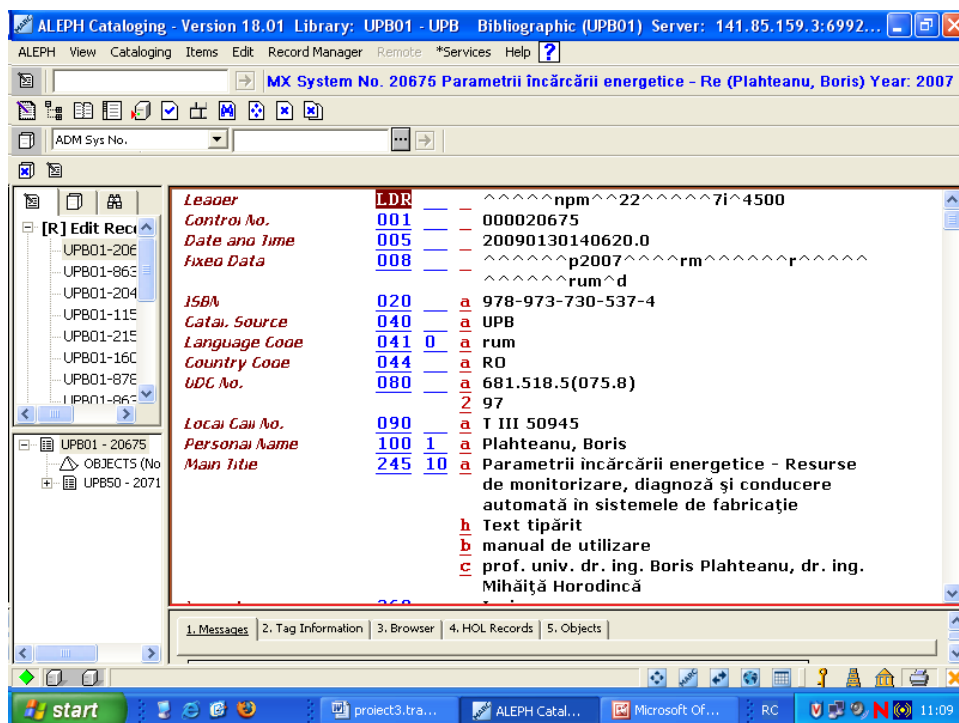 ALEPH Cataloging - Version 18.01 Library: UPB01 - UPB Bibliographic (UPB01) Server: 141.85.159.3:6992...
ALEPH View Cataloging Items Edit Record Manager Remote *Services Help ?
MX System No. 20675 Parametrii încărcării energetice - Re (Plahteanu, Boris) Year: 2007
ADM Sys No.
[R] Edit Reco
UPB01-206
UPB01-863
UPB01-204
UPB01-115
UPB01-215
UPB01-160
UPB01-878
UPB01-863
UPB01 - 20675
OBJECTS (No
UPB50 - 2071
Leader LDR ^^^^^npm^^22^^^^^7i^4500
Control No. 001 000020675
Date and Time 005 20090130140620.0
Fixed Data 008 ^^^^^^p2007^^^^rm^^^^^^r^^^^^
^^^^^^rum^d
ISBN 020 a 978-973-730-537-4
Catal. Source 040 a UPB
Language Code 041 0 a rum
Country Code 044 a RO
UDC No. 080 a 681.518.5(075.8)
2 97
Local Call No. 090 a T III 50945
Personal Name 100 1 a Plahteanu, Boris
Main Title 245 10 a Parametrii încărcării energetice - Resurse
de monitorizare, diagnoză şi conducere
automată în sistemele de fabricaţie
h Text tipărit
b manual de utilizare
c prof. univ. dr. ing. Boris Plahteanu, dr. ing.
Mihăiţă Horodincă
1. Messages 2. Tag Information 3. Browser 4. HOL Records 5. Objects
start proiect3.tra... ALEPH Catal... Microsoft Of... RC 11:09